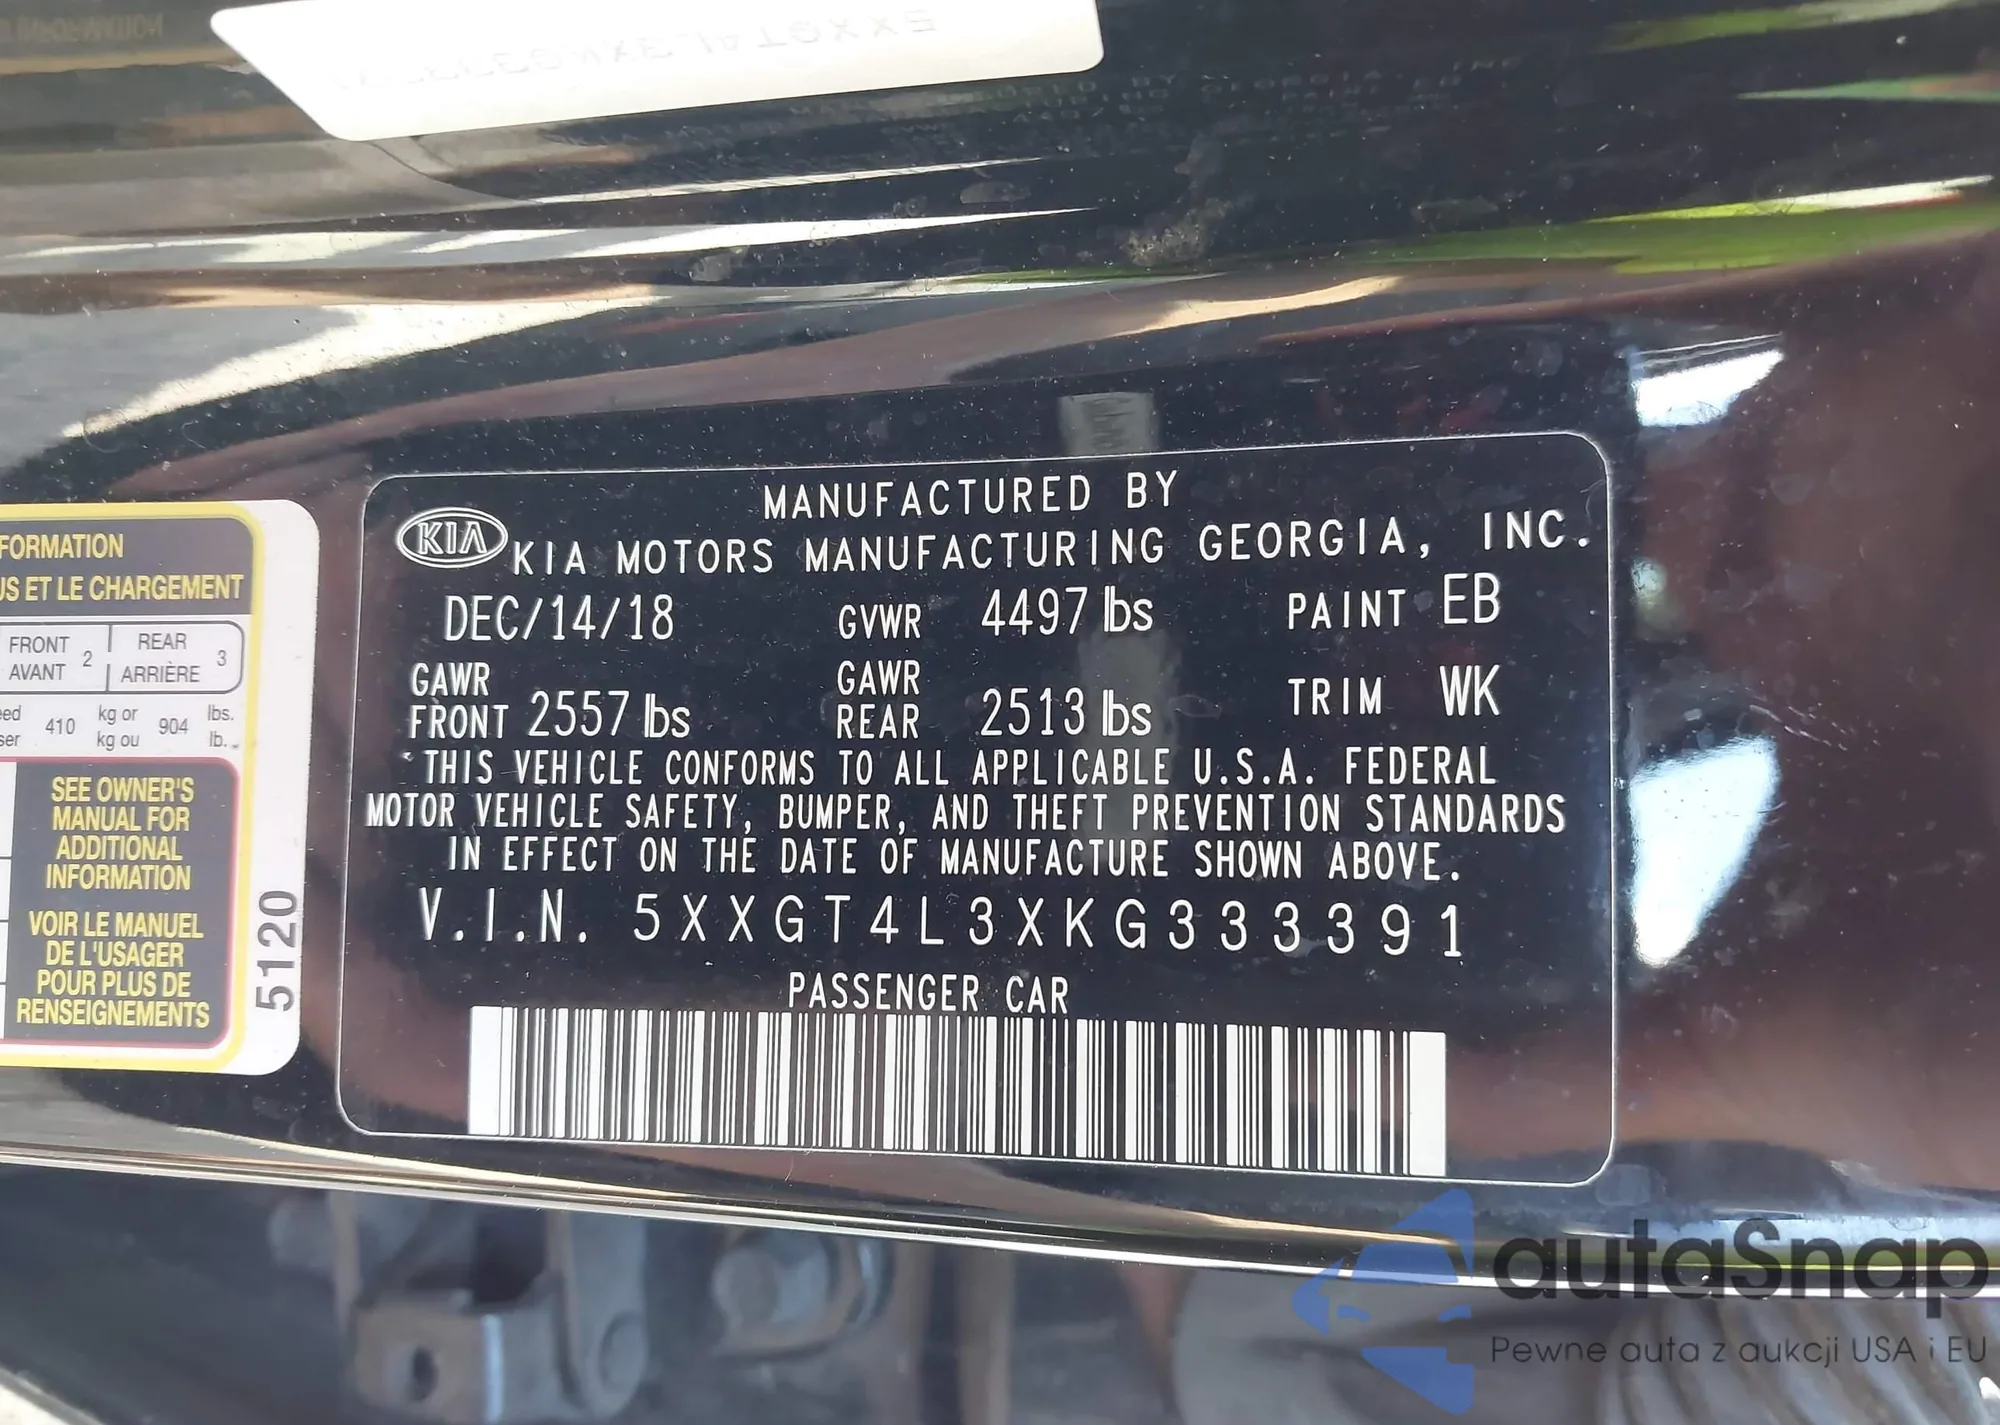 FORMATION
US ET LE CHARGEMENT
FRONT
AVANT
2
REAR
ARRIÈRE
3
410
kg or
kg ou
904
lbs.
lb.
SEE OWNER'S
MANUAL FOR
ADDITIONAL
INFORMATION
VOIR LE MANUEL
DE L'USAGER
POUR PLUS DE
RENSEIGNEMENTS
5120
MANUFACTURED BY
KIA KIA MOTORS MANUFACTURING GEORGIA, INC.
DEC/14/18 GVWR 4497 lbs PAINT EB
GAWR FRONT 2557 lbs GAWR REAR 2513 lbs TRIM WK
THIS VEHICLE CONFORMS TO ALL APPLICABLE U.S.A. FEDERAL
MOTOR VEHICLE SAFETY, BUMPER, AND THEFT PREVENTION STANDARDS
IN EFFECT ON THE DATE OF MANUFACTURE SHOWN ABOVE.
V.I.N. 5XXGT4L3XKG333391
PASSENGER CAR
autaSnap
Pewne auta z aukcji USA i EU